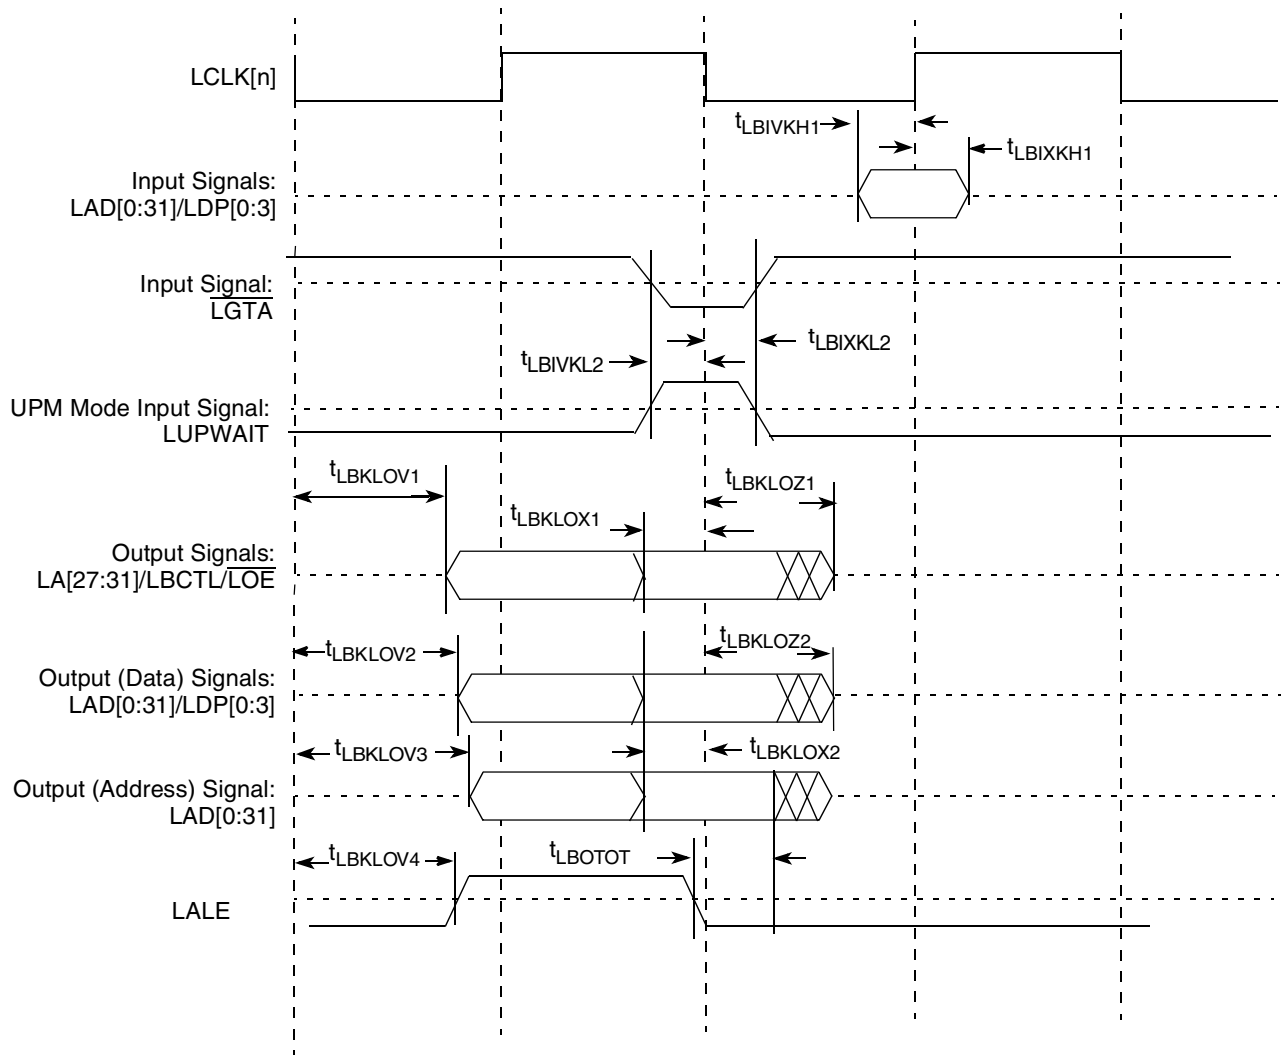 LCLK[n]
tLBIVKH1
tLBIXKH1
Input Signals:
LAD[0:31]/LDP[0:3]
Input Signal:
LGTA
tLBIXKL2
tLBIVKL2
UPM Mode Input Signal:
LUPWAIT
tLBKLOV1
tLBKLOZ1
tLBKLOX1
Output Signals:
LA[27:31]/LBCTL/LOE
tLBKLOV2
tLBKLOZ2
Output (Data) Signals:
LAD[0:31]/LDP[0:3]
tLBKLOV3
tLBKLOX2
Output (Address) Signal:
LAD[0:31]
tLBKLOV4
tLBOTOT
LALE